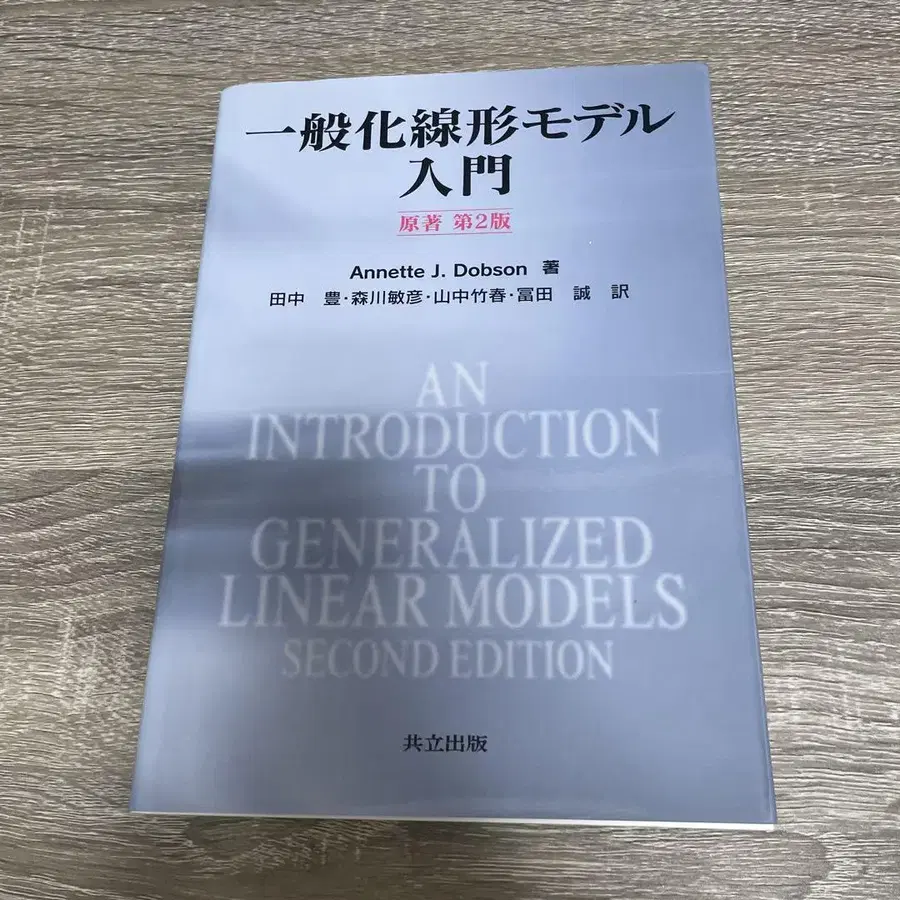 一般化線形モデル
入門
原著 第2版
Annette J. Dobson 著
田中 豊・森川敏彦・山中竹春・冨田 誠 訳
AN
INTRODUCTION
TO
GENERALIZED
LINEAR MODELS
SECOND EDITION
共立出版